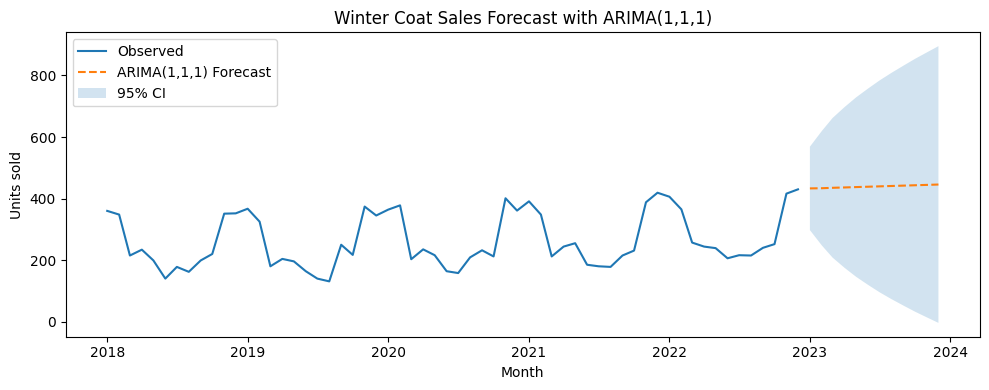 Winter Coat Sales Forecast with ARIMA(1,1,1)
Observed
ARIMA(1,1,1) Forecast
95% CI
Units sold
800
600
400
200
0
2018 2019 2020 2021 2022 2023 2024
Month